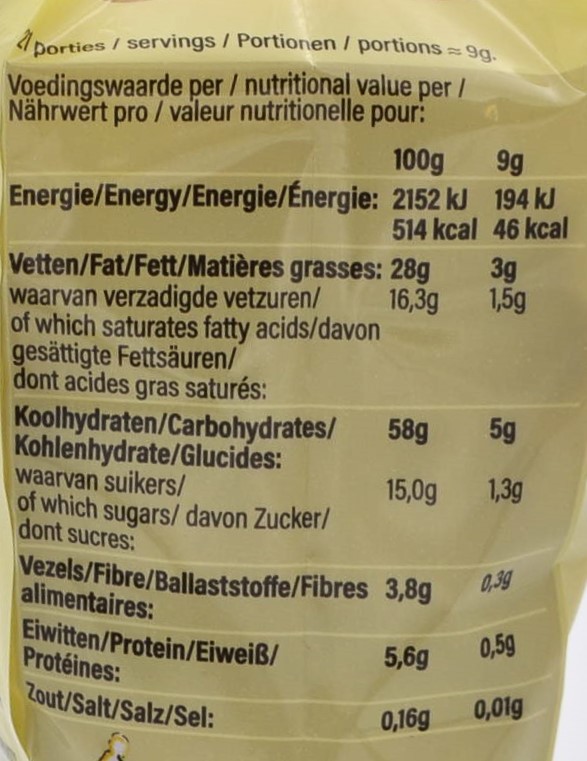 21 porties / servings / Portionen / portions ≈ 9g.
Voedingswaarde per / nutritional value per /
Nährwert pro / valeur nutritionelle pour:
100g 9g
Energie/Energy/Energie/Énergie: 2152 kJ 194 kJ
514 kcal 46 kcal
Vetten/Fat/Fett/Matières grasses: 28g 3g
waarvan verzadigde vetzuren/ 16,3g 1,5g
of which saturates fatty acids/davon
gesättigte Fettsäuren/
dont acides gras saturés:
Koolhydraten/Carbohydrates/ 58g 5g
Kohlenhydrate/Glucides:
waarvan suikers/ 15,0g 1,3g
of which sugars/ davon Zucker/
dont sucres:
Vezels/Fibre/Ballaststoffe/Fibres 3,8g 0,3g
alimentaires:
Eiwitten/Protein/Eiweiß/ 5,6g 0,5g
Protéines:
Zout/Salt/Salz/Sel: 0,16g 0,01g